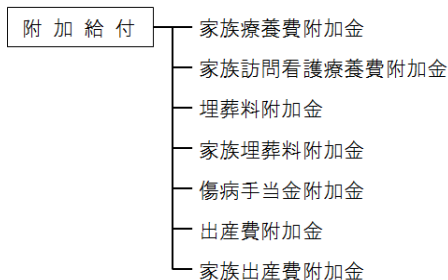 附加給付
家族療養費附加金
家族訪問看護療養費附加金
埋葬料附加金
家族埋葬料附加金
傷病手当金附加金
出産費附加金
家族出産費附加金